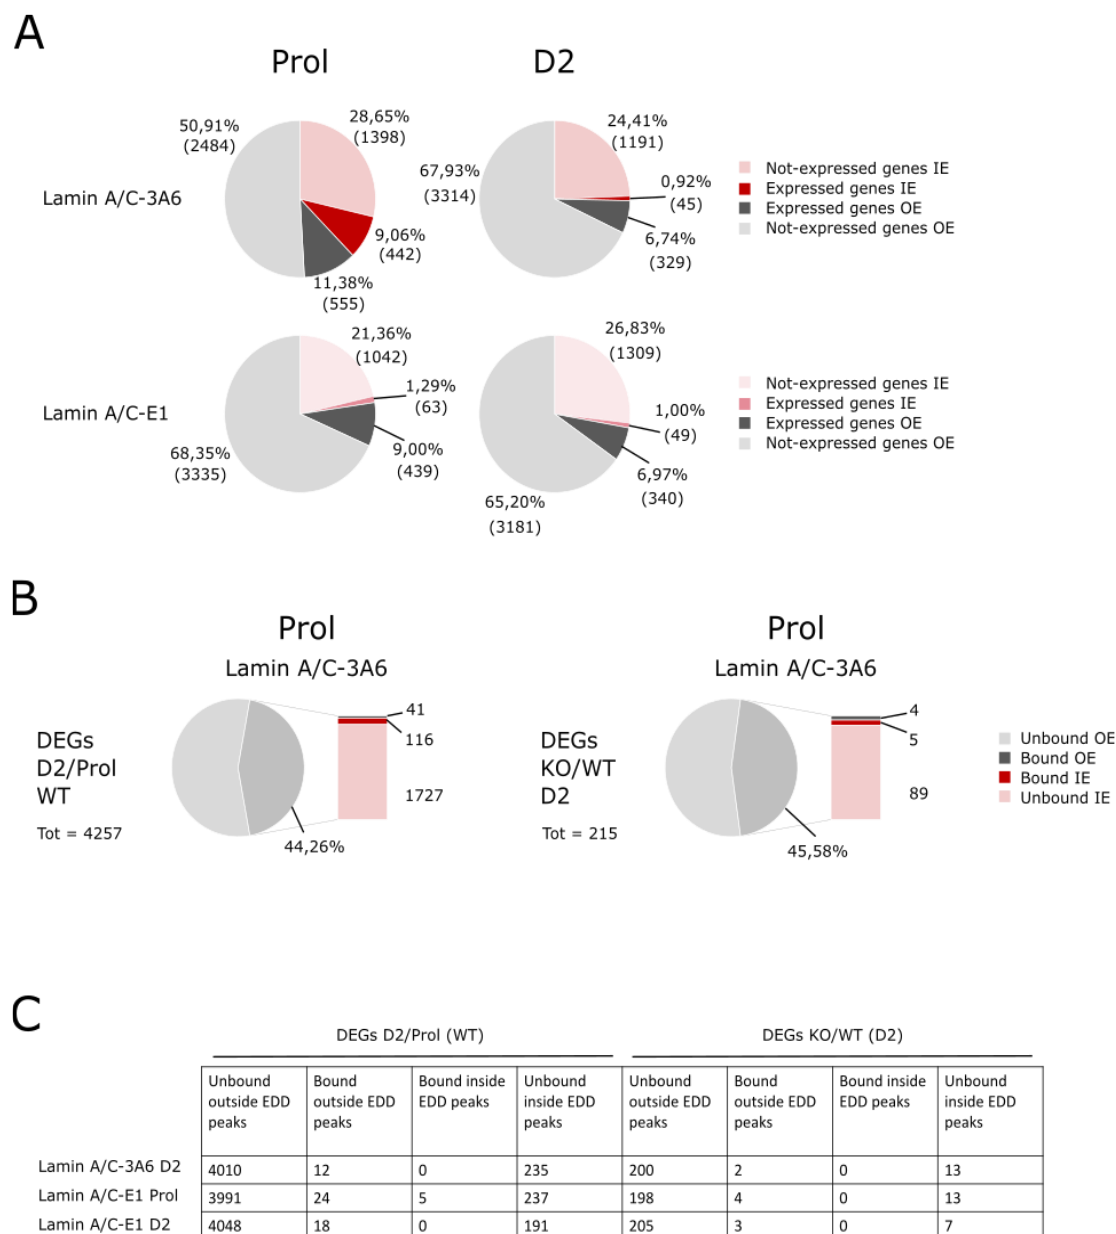 A
Prol
D2
Lamin A/C-3A6
50,91%
(2484)
28,65%
(1398)
9,06%
(442)
11,38%
(555)
67,93%
(3314)
24,41%
(1191)
0,92%
(45)
6,74%
(329)
Not-expressed genes IE
Expressed genes IE
Expressed genes OE
Not-expressed genes OE
Lamin A/C-E1
21,36%
(1042)
1,29%
(63)
9,00%
(439)
68,35%
(3335)
26,83%
(1309)
1,00%
(49)
6,97%
(340)
65,20%
(3181)
Not-expressed genes IE
Expressed genes IE
Expressed genes OE
Not-expressed genes OE
B
Prol
Lamin A/C-3A6
DEGs
D2/Prol
WT
Tot = 4257
44,26%
41
116
1727
Prol
Lamin A/C-3A6
DEGs
KO/WT
D2
Tot = 215
45,58%
4
5
89
Unbound OE
Bound OE
Bound IE
Unbound IE
C
DEGs D2/Prol (WT) DEGs KO/WT (D2)
Unbound outside EDD peaks Bound outside EDD peaks Bound inside EDD peaks Unbound inside EDD peaks Unbound outside EDD peaks Bound outside EDD peaks Bound inside EDD peaks Unbound inside EDD peaks
Lamin A/C-3A6 D2 4010 12 0 235 200 2 0 13
Lamin A/C-E1 Prol 3991 24 5 237 198 4 0 13
Lamin A/C-E1 D2 4048 18 0 191 205 3 0 7